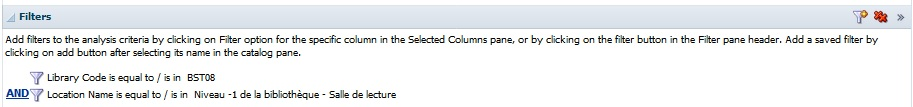 Filters
Add filters to the analysis criteria by clicking on Filter option for the specific column in the Selected Columns pane, or by clicking on the filter button in the Filter pane header. Add a saved filter by
clicking on add button after selecting its name in the catalog pane.
Library Code is equal to / is in BST08
AND Location Name is equal to / is in Niveau -1 de la bibliothèque - Salle de lecture